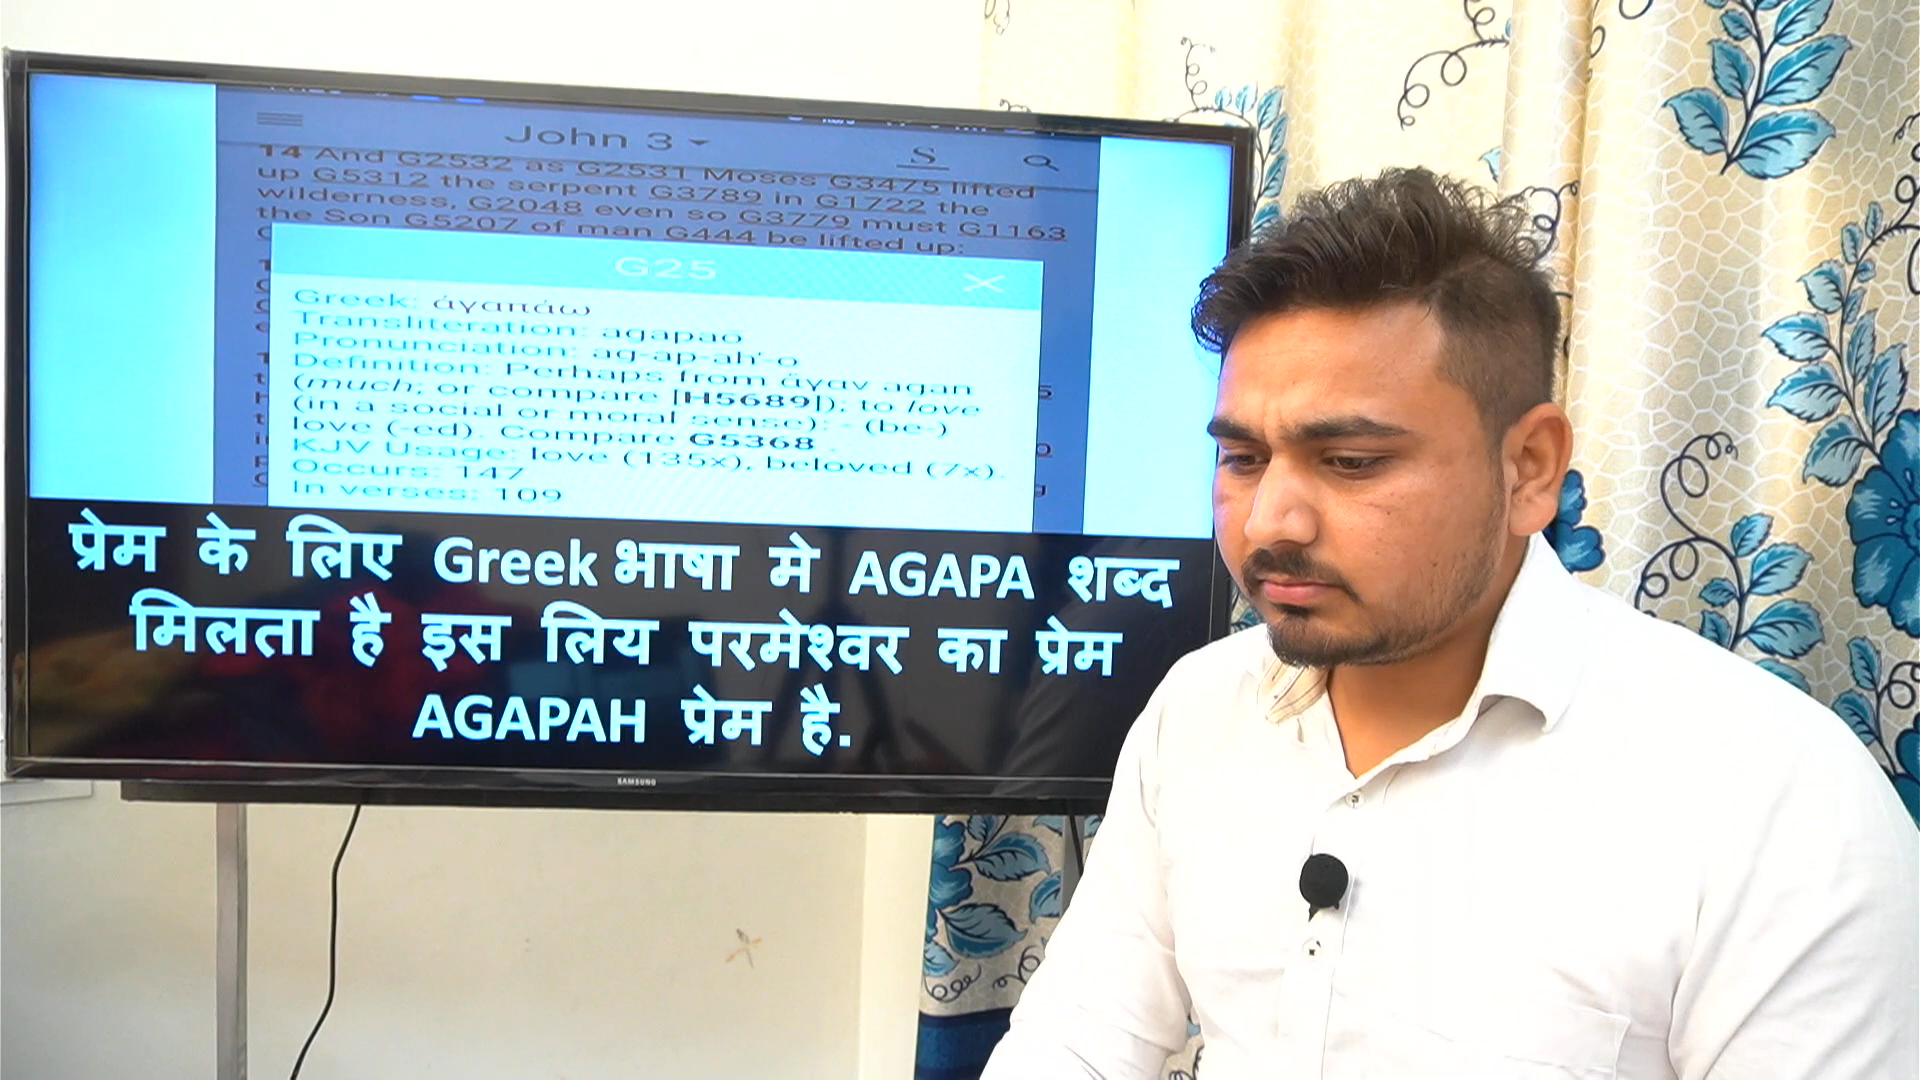 John 3
S
14 And G2532 as G2531 Moses G3475 lifted
up G5312 the serpent G3789 in G1722 the
wilderness, G2048 even so G3779 must G1163
the Son G5207 of man G444 be lifted up:
G25
Greek: ἀγαπάω
Transliteration: agapaō
Pronunciation: ag-ap-ah'-o
Definition: Perhaps from ἄγαν agan
(much; or compare [H5689]); to love
(in a social or moral sense): - (be-)
love (-ed). Compare G5368 .
KJV Usage: love (135x), beloved (7x).
Occurs: 147
In verses: 109
प्रेम के लिए Greek भाषा मे AGAPA शब्द
मिलता है इस लिय परमेश्वर का प्रेम
AGAPAH प्रेम है.
SAMSUNG